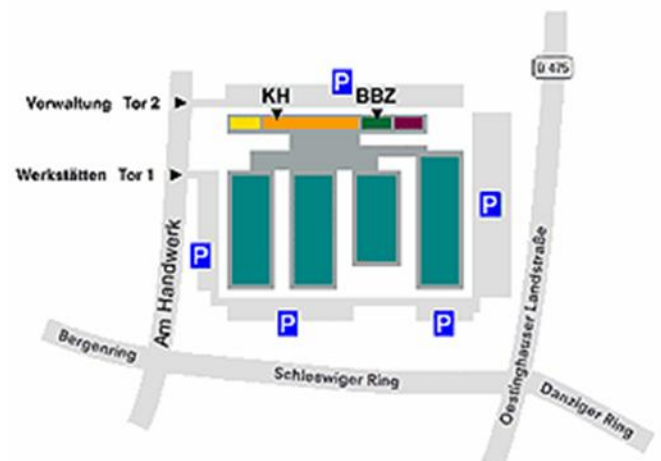 P
KH BBZ
Verwaltung Tor 2
Werkstätten Tor 1
P
P
P
P
Am Handwerk
Bergenring
Schleswiger Ring
Oestinghauser Landstraße
Danziger Ring
B 475